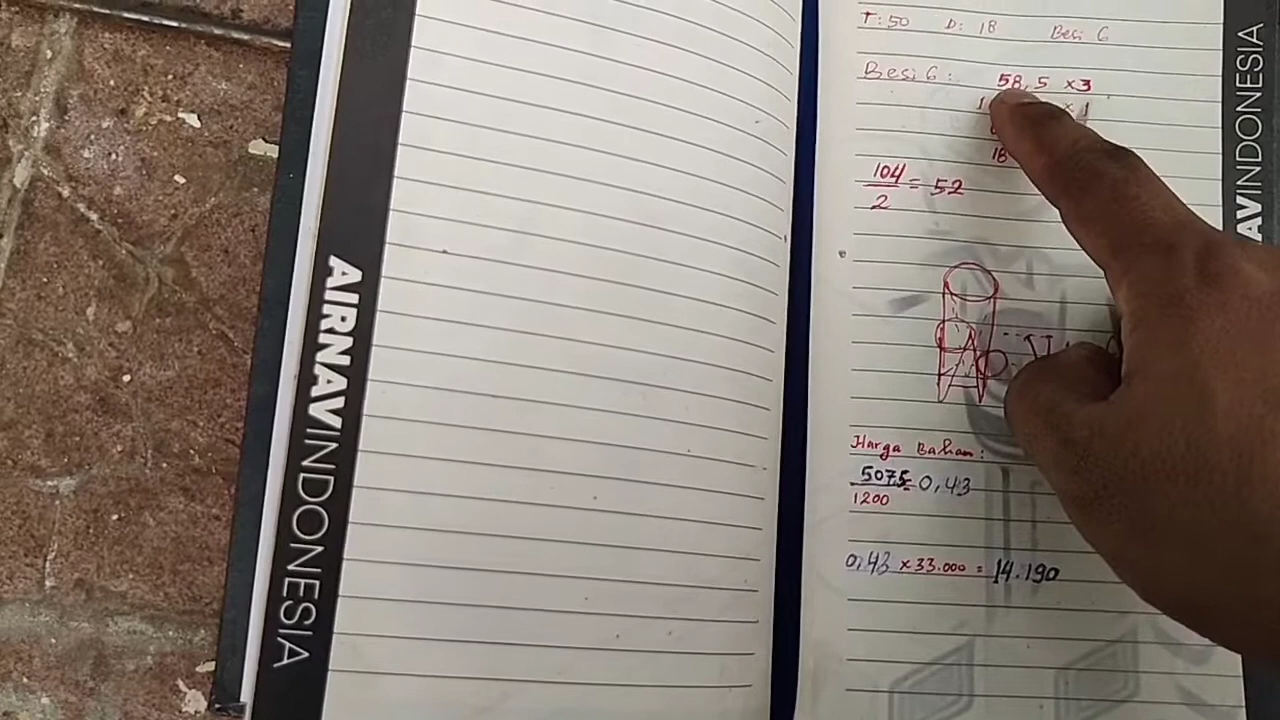 T: 50 D: 18 Besi 6
Besi 6: 58,5 x3
x 1
18
104
2
= 52
Harga Bahan:
5075
1200
= 0,43
0,43 x 33.000 = 14.190
AIRNAVINDONESIA
AVINDONESIA